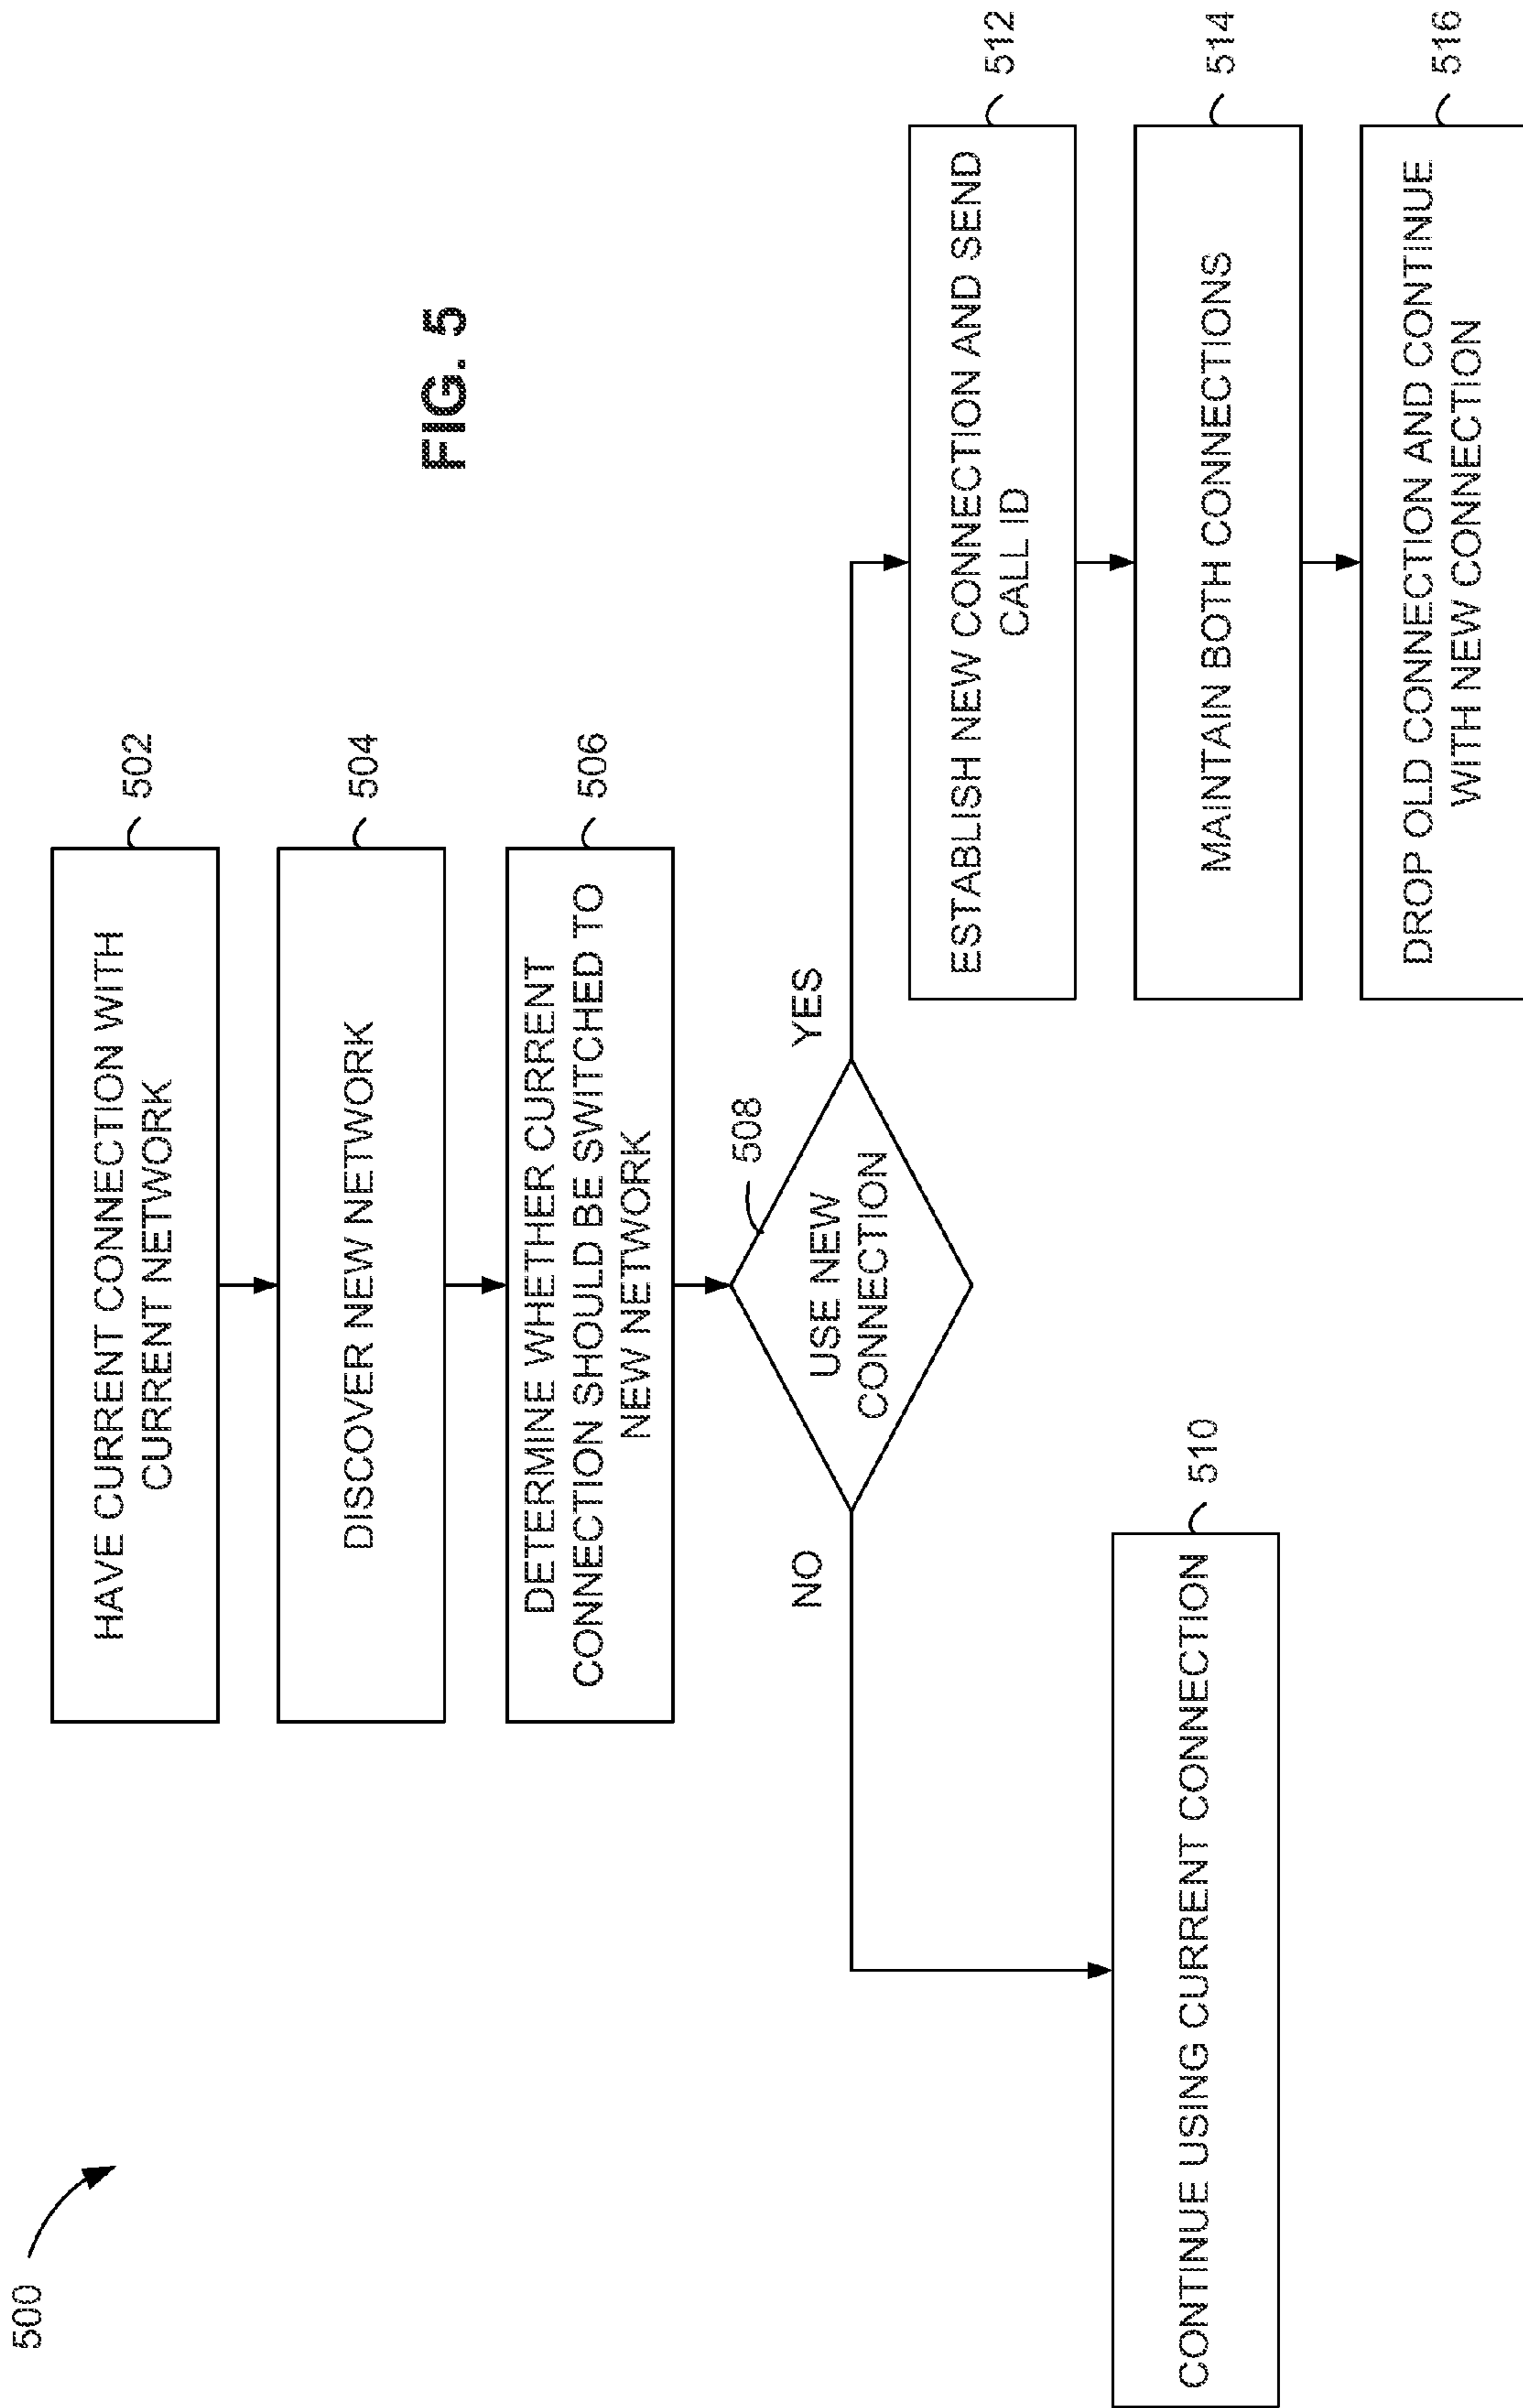 500
HAVE CURRENT CONNECTION WITH
CURRENT NETWORK
502
DISCOVER NEW NETWORK
504
DETERMINE WHETHER CURRENT
CONNECTION SHOULD BE SWITCHED TO
NEW NETWORK
506
FIG. 5
508
USE NEW
CONNECTION
NO
YES
CONTINUE USING CURRENT CONNECTION
510
ESTABLISH NEW CONNECTION AND SEND
CALL ID
512
MAINTAIN BOTH CONNECTIONS
514
DROP OLD CONNECTION AND CONTINUE
WITH NEW CONNECTION
516